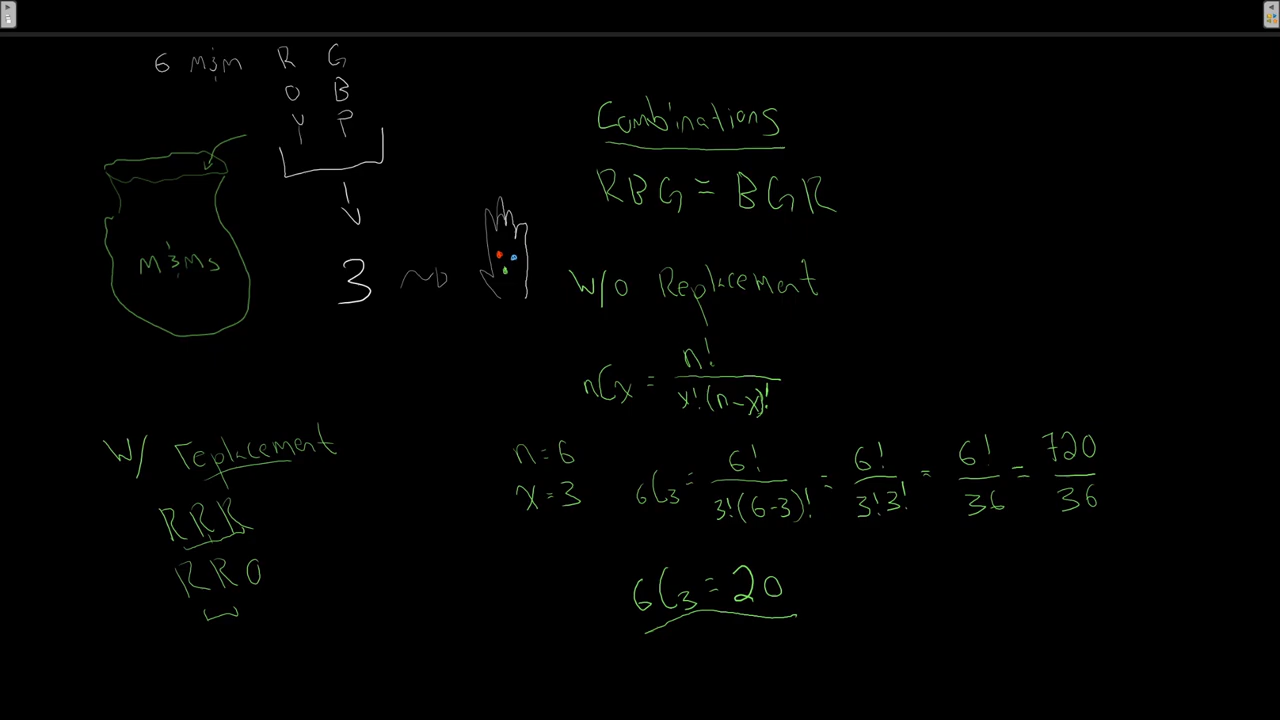 6 M&M R G
O B
Y P
M&Ms
3
Combinations
RBG = BGR
W/O Replacement
nCx = n! / x!(n-x)!
n=6
x=3
6C3 = 6! / 3!(6-3)! = 6! / 3!3! = 6! / 36 = 720 / 36
6C3 = 20
W/ replacement
RRR
RRO